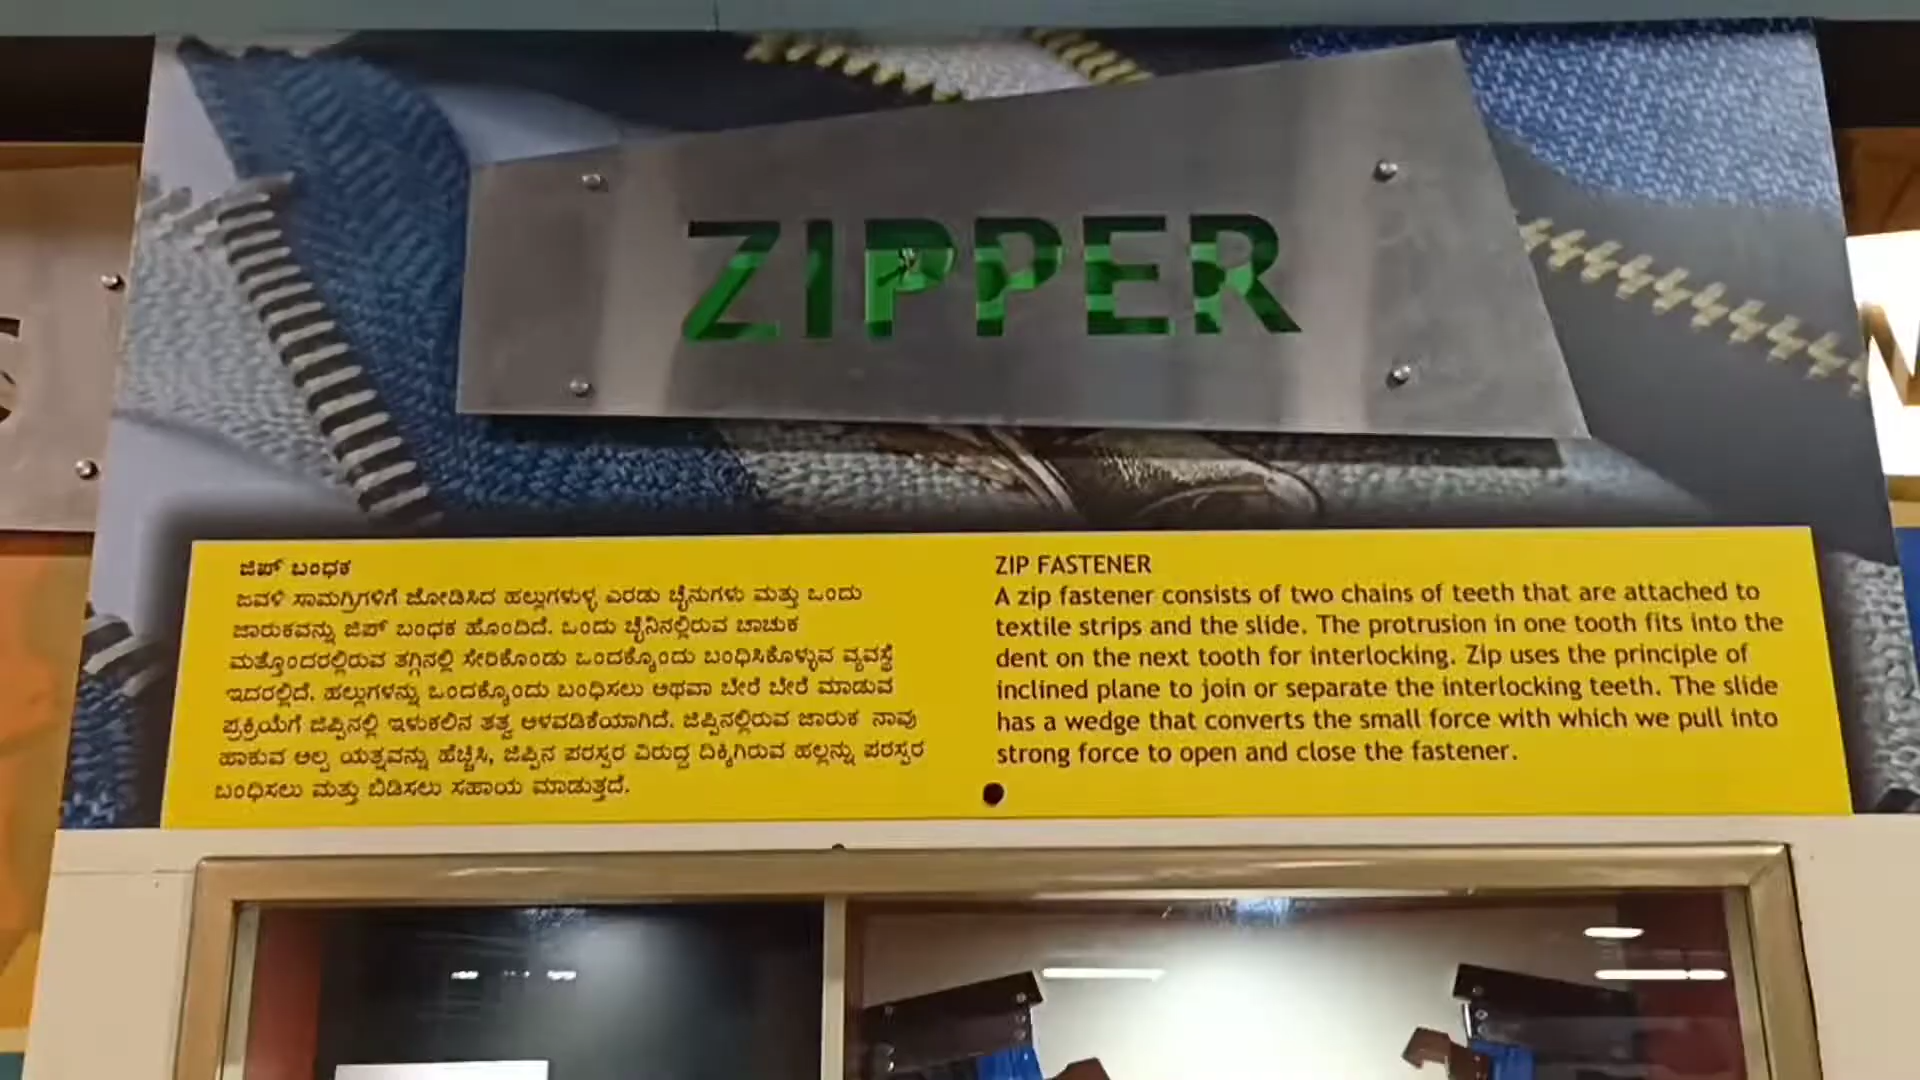 ZIPPER
ಜಿಪ್ ಬಂಧಕ
ಜವಳಿ ಸಾಮಗ್ರಿಗಳಿಗೆ ಜೋಡಿಸಿದ ಹಲ್ಲುಗಳುಳ್ಳ ಎರಡು ಚೈನುಗಳು ಮತ್ತು ಒಂದು
ಜಾರುಕವನ್ನು ಜಿಪ್ ಬಂಧಕ ಹೊಂದಿದೆ. ಒಂದು ಚೈನಿನಲ್ಲಿರುವ ಚಾಚುಕ
ಮತ್ತೊಂದರಲ್ಲಿರುವ ತಗ್ಗಿನಲ್ಲಿ ಸೇರಿಕೊಂಡು ಒಂದಕ್ಕೊಂದು ಬಂಧಿಸಿಕೊಳ್ಳುವ ವ್ಯವಸ್ಥೆ
ಇದರಲ್ಲಿದೆ. ಹಲ್ಲುಗಳನ್ನು ಒಂದಕ್ಕೊಂದು ಬಂಧಿಸಲು ಅಥವಾ ಬೇರೆ ಬೇರೆ ಮಾಡುವ
ಪ್ರಕ್ರಿಯೆಗೆ ಜಿಪ್ಪಿನಲ್ಲಿ ಇಳುಕಲಿನ ತತ್ವ ಅಳವಡಿಕೆಯಾಗಿದೆ. ಜಿಪ್ಪಿನಲ್ಲಿರುವ ಜಾರುಕ ನಾವು
ಹಾಕುವ ಅಲ್ಪ ಯತ್ನವನ್ನು ಹೆಚ್ಚಿಸಿ, ಜಿಪ್ಪಿನ ಪರಸ್ಪರ ವಿರುದ್ಧ ದಿಕ್ಕಿಗಿರುವ ಹಲ್ಲನ್ನು ಪರಸ್ಪರ
ಬಂಧಿಸಲು ಮತ್ತು ಬಿಡಿಸಲು ಸಹಾಯ ಮಾಡುತ್ತದೆ.
ZIP FASTENER
A zip fastener consists of two chains of teeth that are attached to
textile strips and the slide. The protrusion in one tooth fits into the
dent on the next tooth for interlocking. Zip uses the principle of
inclined plane to join or separate the interlocking teeth. The slide
has a wedge that converts the small force with which we pull into
strong force to open and close the fastener.